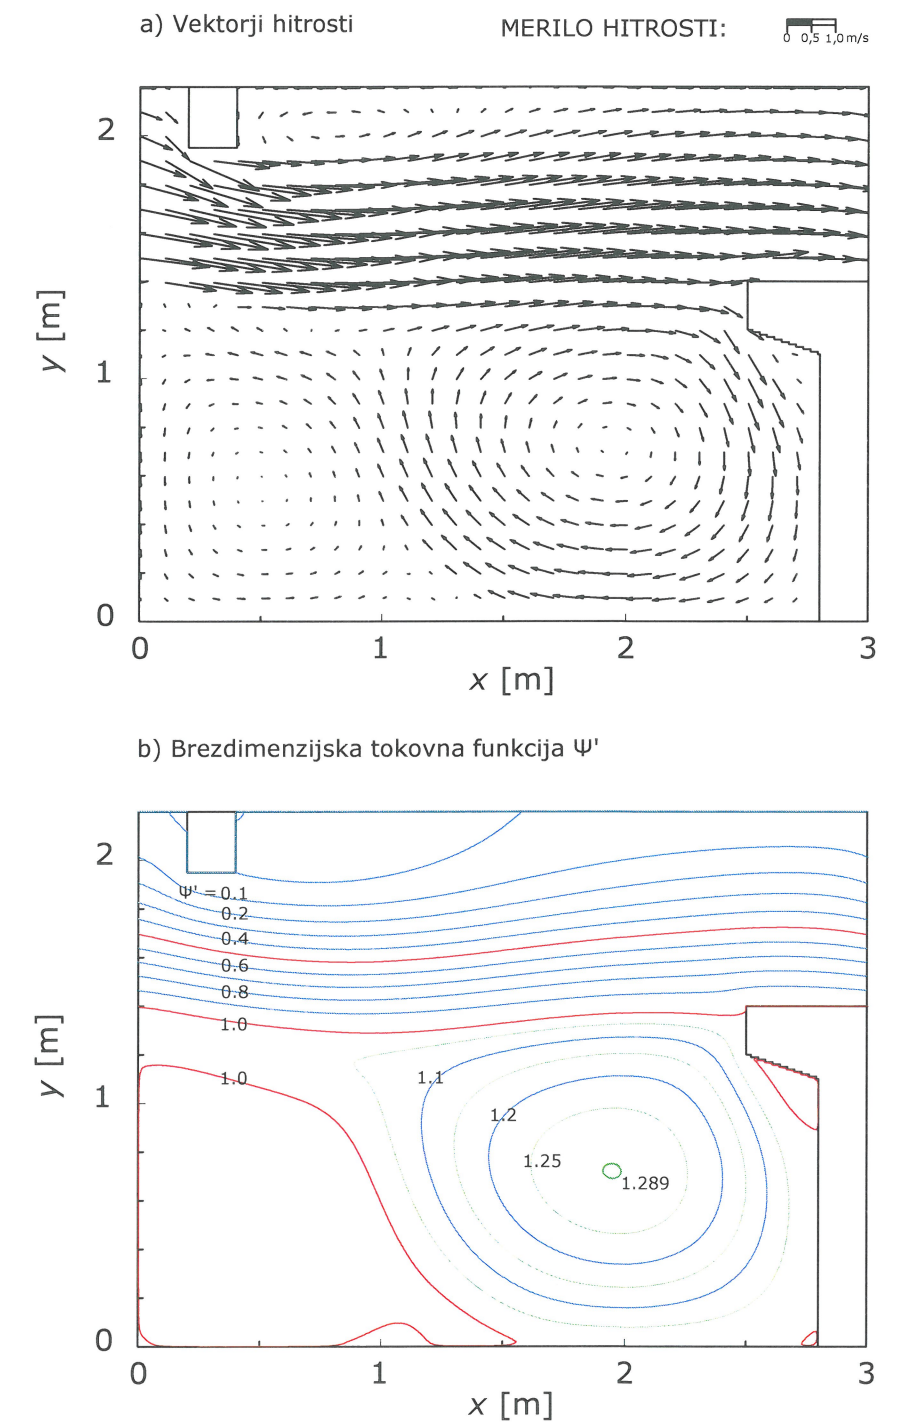 a) Vektorji hitrosti
MERILO HITROSTI:
0 0,5 1,0 m/s
2
1
0
y [m]
0 1 2 3
x [m]
b) Brezdimenzijska tokovna funkcija Ψ'
2
1
0
y [m]
Ψ' = 0.1
0.2
0.4
0.6
0.8
1.0
1.0
1.1
1.2
1.25
1.289
0 1 2 3
x [m]